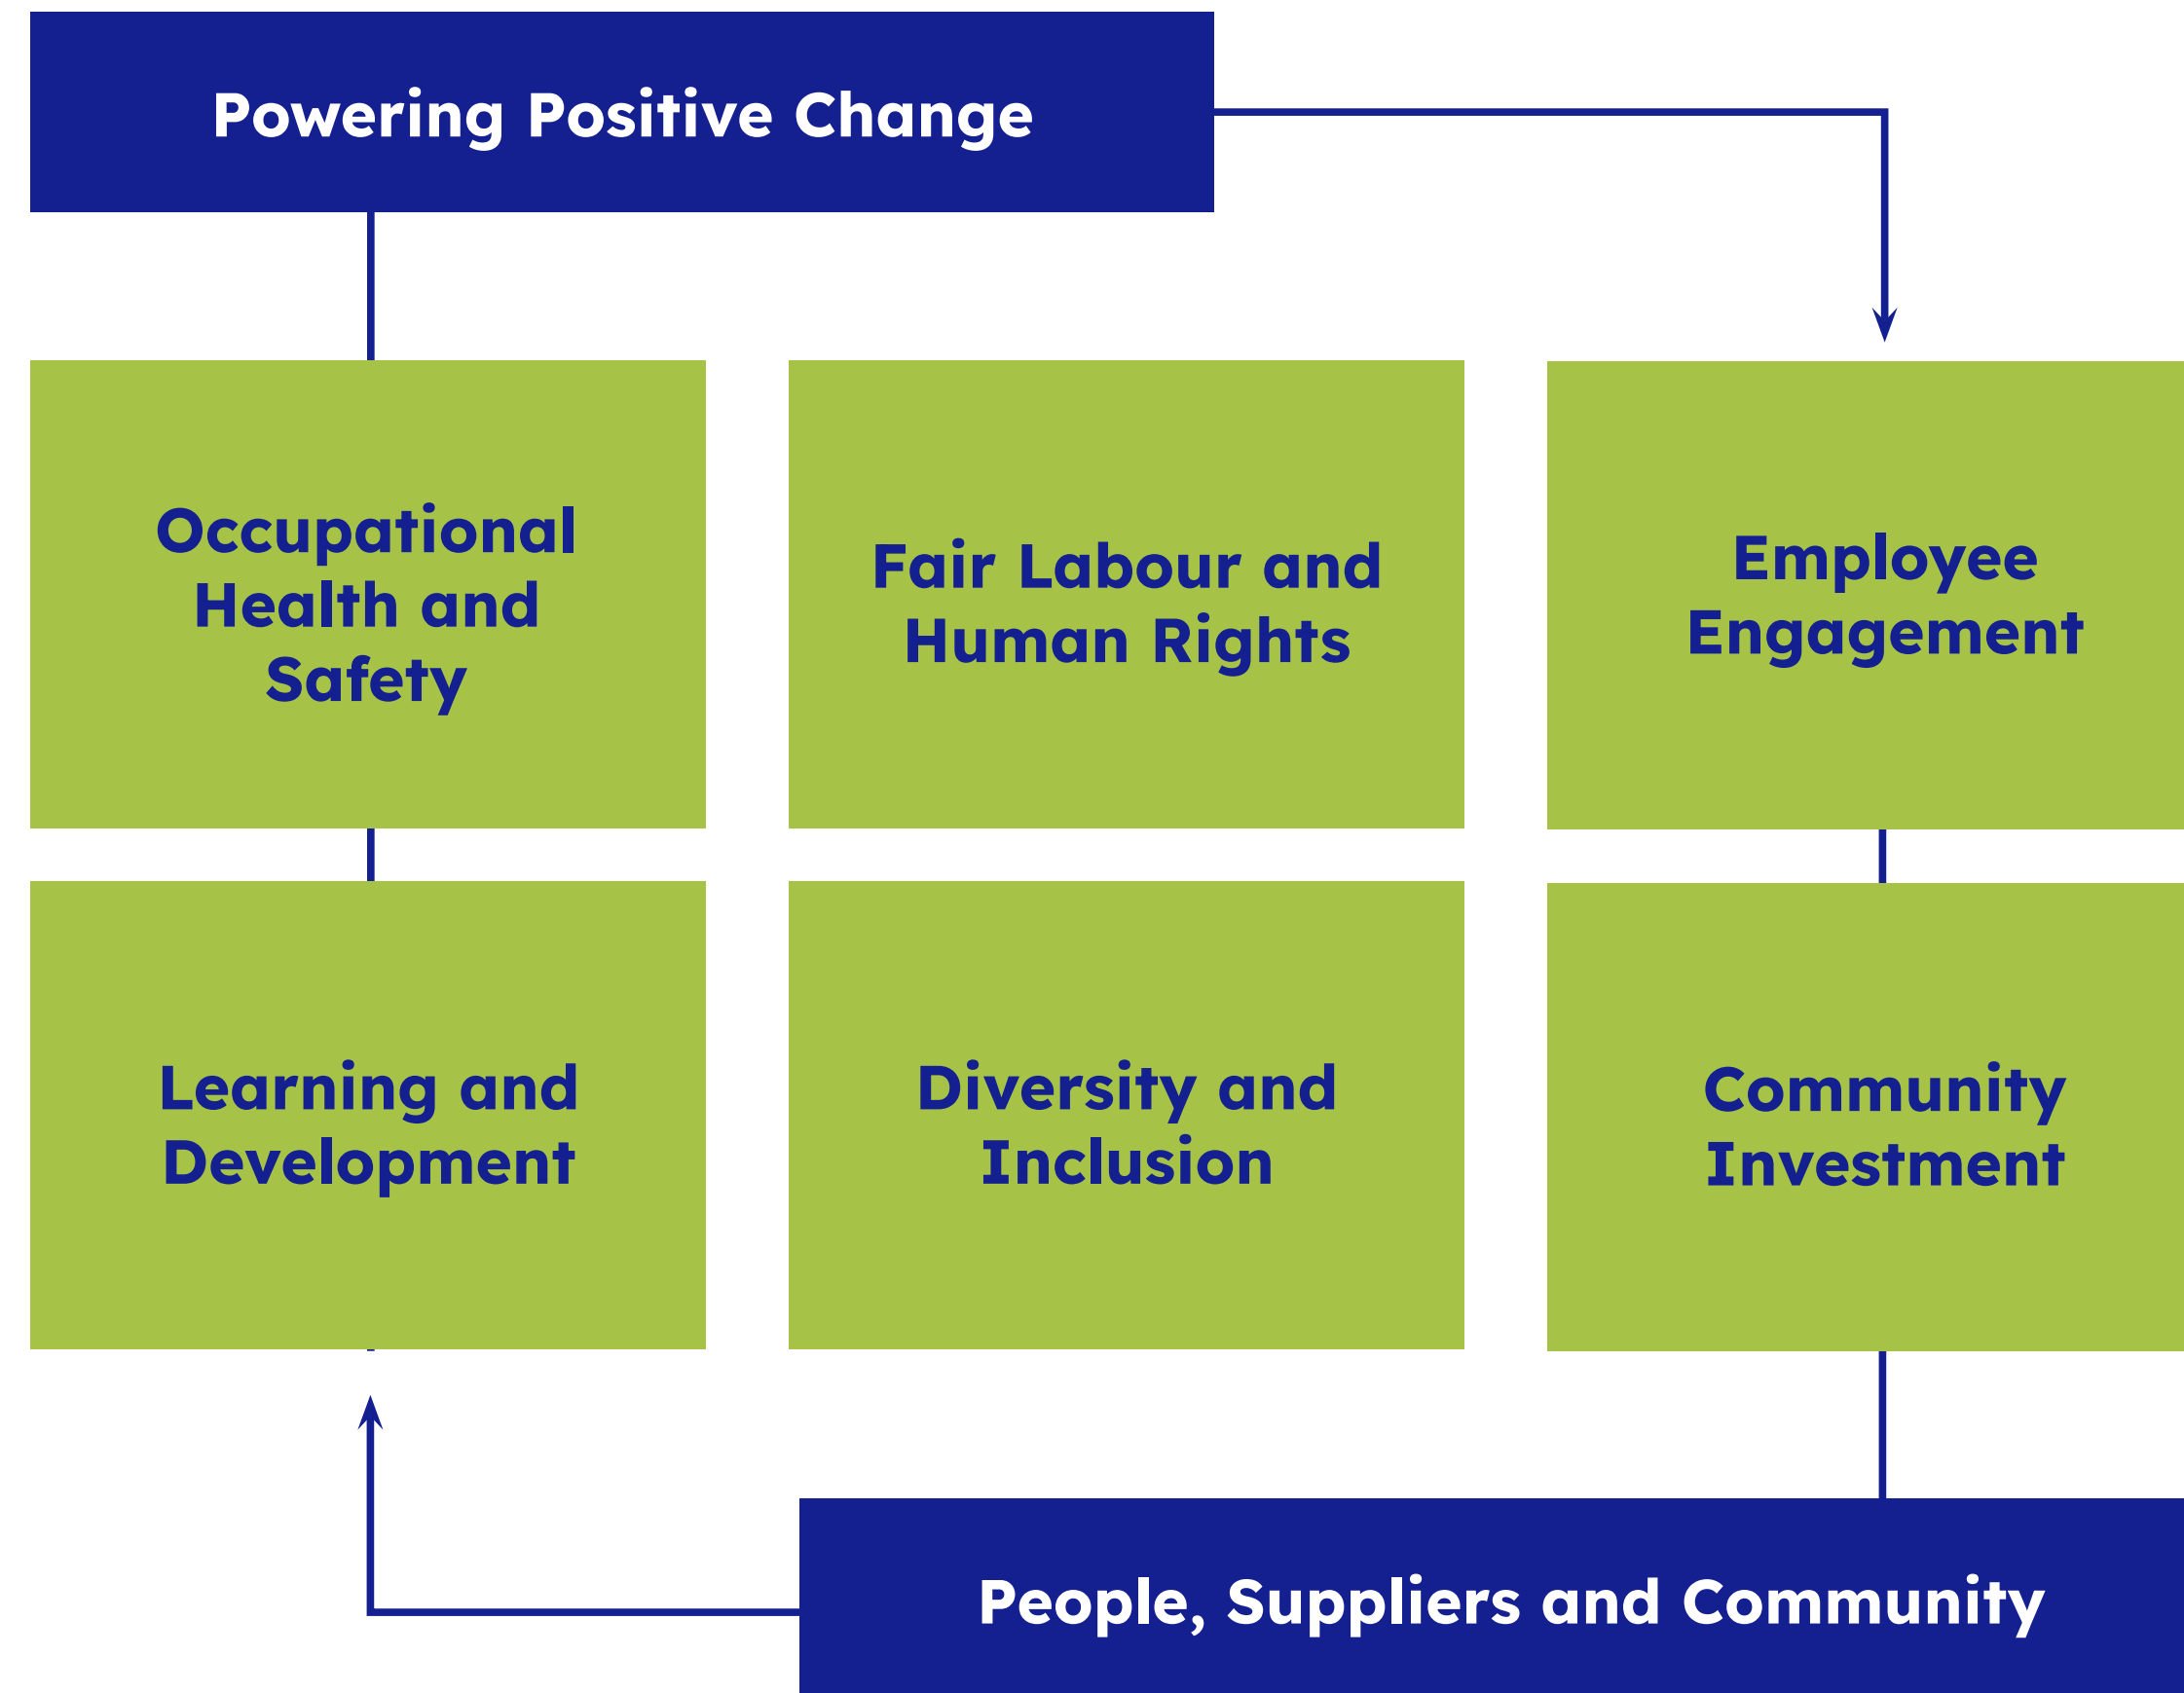 Powering Positive Change
Occupational
Health and
Safety
Fair Labour and
Human Rights
Employee
Engagement
Learning and
Development
Diversity and
Inclusion
Community
Investment
People, Suppliers and Community